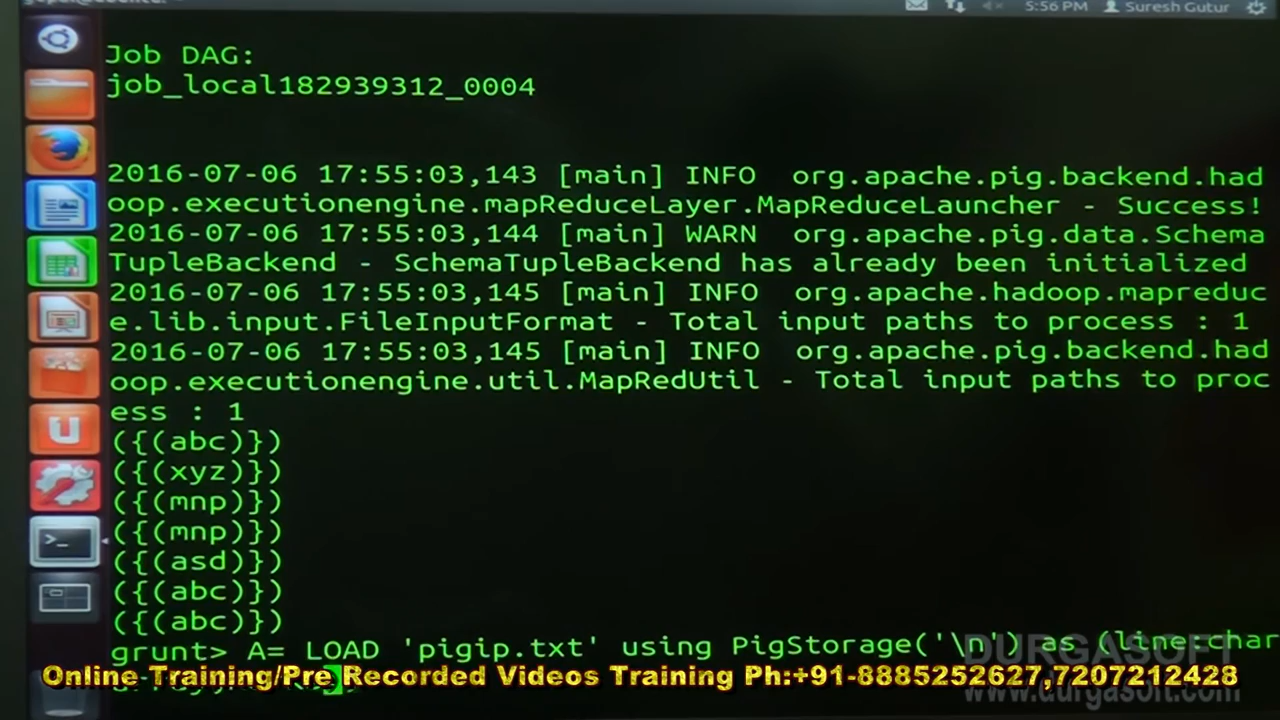 5:56 PM Suresh Gutur
Job DAG:
job_local182939312_0004
2016-07-06 17:55:03,143 [main] INFO org.apache.pig.backend.had
oop.executionengine.mapReduceLayer.MapReduceLauncher - Success!
2016-07-06 17:55:03,144 [main] WARN org.apache.pig.data.Schema
TupleBackend - SchemaTupleBackend has already been initialized
2016-07-06 17:55:03,145 [main] INFO org.apache.hadoop.mapreduc
e.lib.input.FileInputFormat - Total input paths to process : 1
2016-07-06 17:55:03,145 [main] INFO org.apache.pig.backend.had
oop.executionengine.util.MapRedUtil - Total input paths to proc
ess : 1
({(abc)})
({(xyz)})
({(mnp)})
({(mnp)})
({(asd)})
({(abc)})
({(abc)})
grunt> A= LOAD 'pigip.txt' using PigStorage('\n') as (line:char
DURGASOFT
Online Training/Pre Recorded Videos Training Ph:+91-8885252627,7207212428
www.durgasoft.com